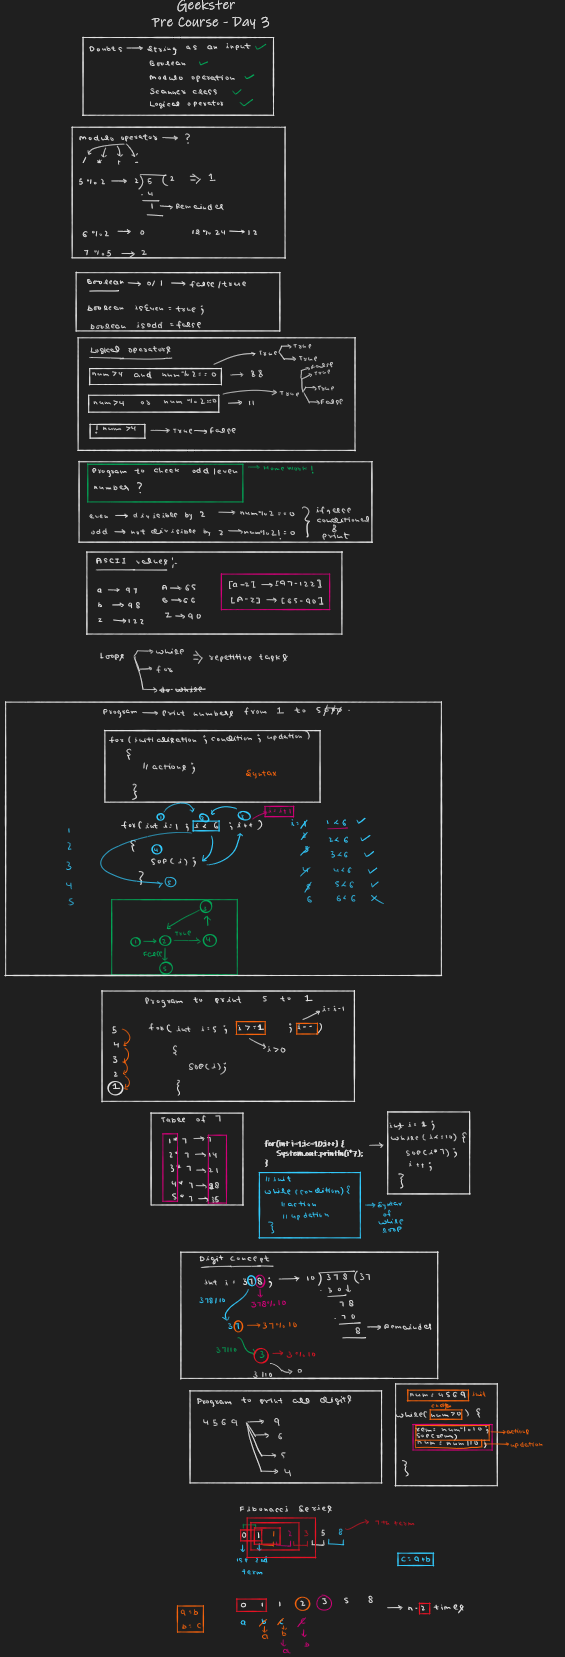 Geekster
Pre Course - Day 3
Doubts → String as an input ✓
Boolean ✓
Modulo operation ✓
Scanner class ✓
Logical operator ✓
Modulo operator → ?
/ * + -
5 % 2 → 2) 5 (2 => 1
4
1 → Remainder
6 % 2 → 0 12 % 24 → 12
7 % 5 → 2
Boolean → 0/1 → false/true
boolean isEven = true;
boolean isodd = false
Logical operators
num>4 and num%2==0 → 88
→ True → True
→ True
num>4 or num%2==0 → 11
→ True → False
→ True
→ True
→ False
! num>4 → True → False
Program to check odd/even → Home work!
number ?
even → divisible by 2 → num%2==0
odd → not divisible by 2 → num%2!=0
if else
conditional
&
print
ASCII values:-
a → 97 A → 65 [a-z] → [97-122]
b → 98 B → 66 [A-Z] → [65-90]
z → 122 Z → 90
Loops → while => repetitive tasks
→ for
→ do while
Program → print numbers from 1 to 5
for (initialization ; condition ; updation)
{
// actions ;
}
Syntax
for(int i=1 ; i<6 ; i++)
{
sop(i);
}
1
2
3
4
5
i=1 1<6 ✓
2 2<6 ✓
3 3<6 ✓
4 4<6 ✓
5 5<6 ✓
6 6<6 ✗
1 → 2 True → 4
False
5
Program to print 5 to 1
i=i-1
for( int i=5 ; i>=1 ; i-- )
i>0
{
sop(i);
}
5
4
3
2
1
Table of 7
1 * 7 → 7
2 * 7 → 14
3 * 7 → 21
4 * 7 → 28
5 * 7 → 35
for(int i=1;i<=10;i++) {
System.out.println(i*7);
}
int i = 1;
while (i<=10) {
sop(i*7);
i++;
}
// init
while (condition) {
// action
// updation
}
→ Syntax
of
while
loop
Digit Concept
int i = 378 ; → 10) 378 (37
378/10 378%10
30
78
70
8 → Remainder
37 → 37%10
37/10 3 → 3%10
3/10 0
Program to print all digits
4569 → 9
→ 6
→ 5
→ 4
num = 4569 init
cond
while( num>0 ) {
rem = num%10;
sop(rem) → action
num = num/10; → updation
}
Fibonacci Series
0 1 1 2 3 5 8 → 7th term
1st 2nd
term
c = a+b
0 1 1 2 3 5 8 → n-2 times
a b c
a b
a
a=b
b=c